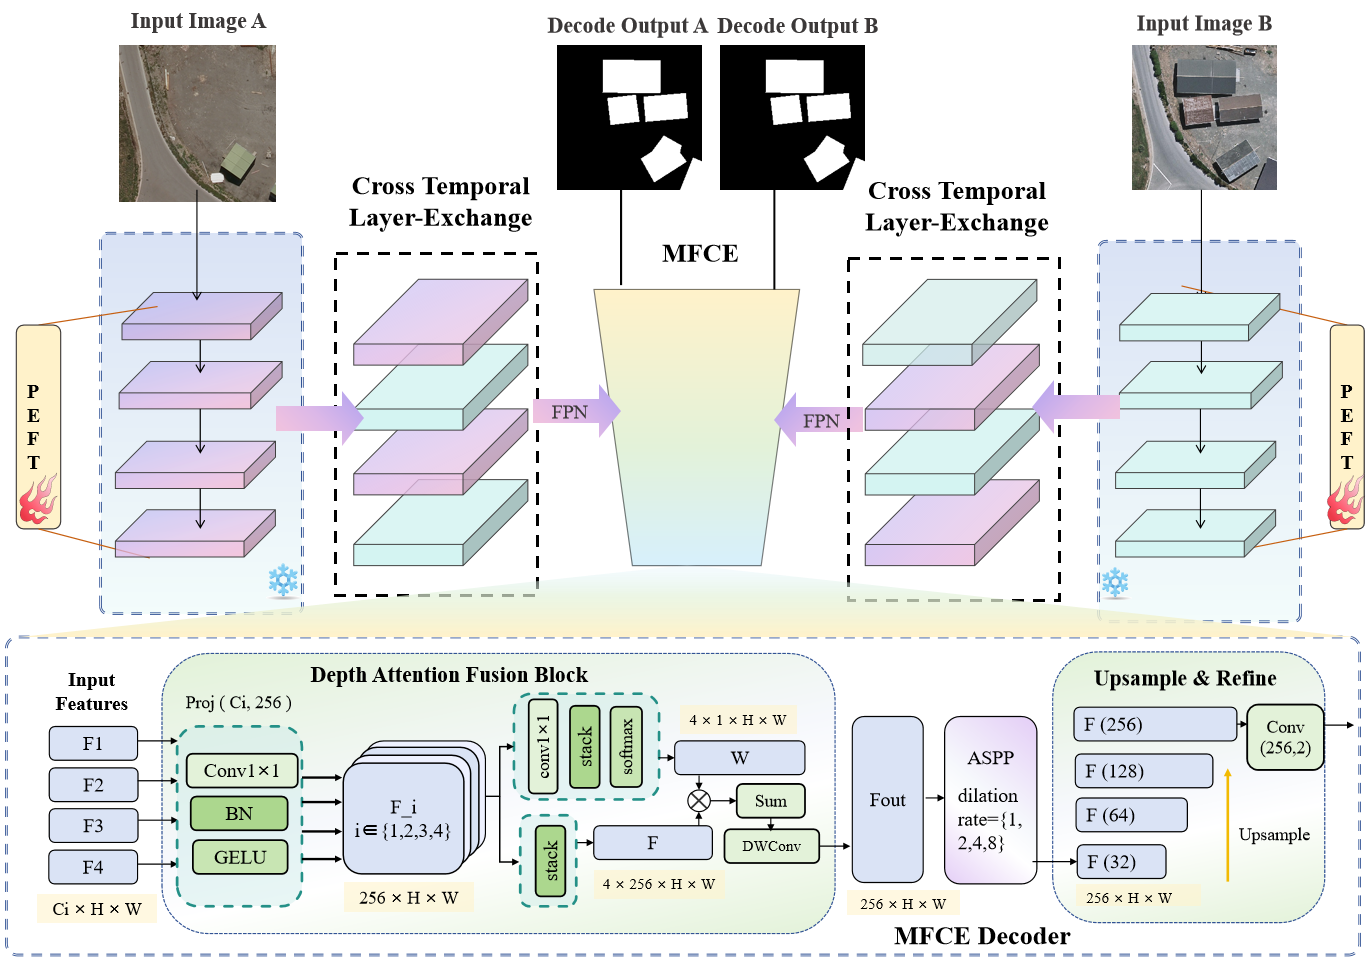 Input Image A
Decode Output A
Decode Output B
Input Image B
Cross Temporal
Layer-Exchange
Cross Temporal
Layer-Exchange
MFCE
P
E
F
T
FPN
FPN
P
E
F
T
Input
Features
F1
F2
F3
F4
Ci × H × W
Depth Attention Fusion Block
Proj ( Ci, 256 )
Conv1×1
BN
GELU
F_i
i∈{1,2,3,4}
256 × H × W
conv1×1
stack
softmax
stack
4 × 1 × H × W
W
F
4 × 256 × H × W
Sum
DWConv
Fout
256 × H × W
ASPP
dilation
rate={1,
2,4,8}
Upsample & Refine
F (256)
F (128)
F (64)
F (32)
256 × H × W
Conv
(256,2)
Upsample
MFCE Decoder